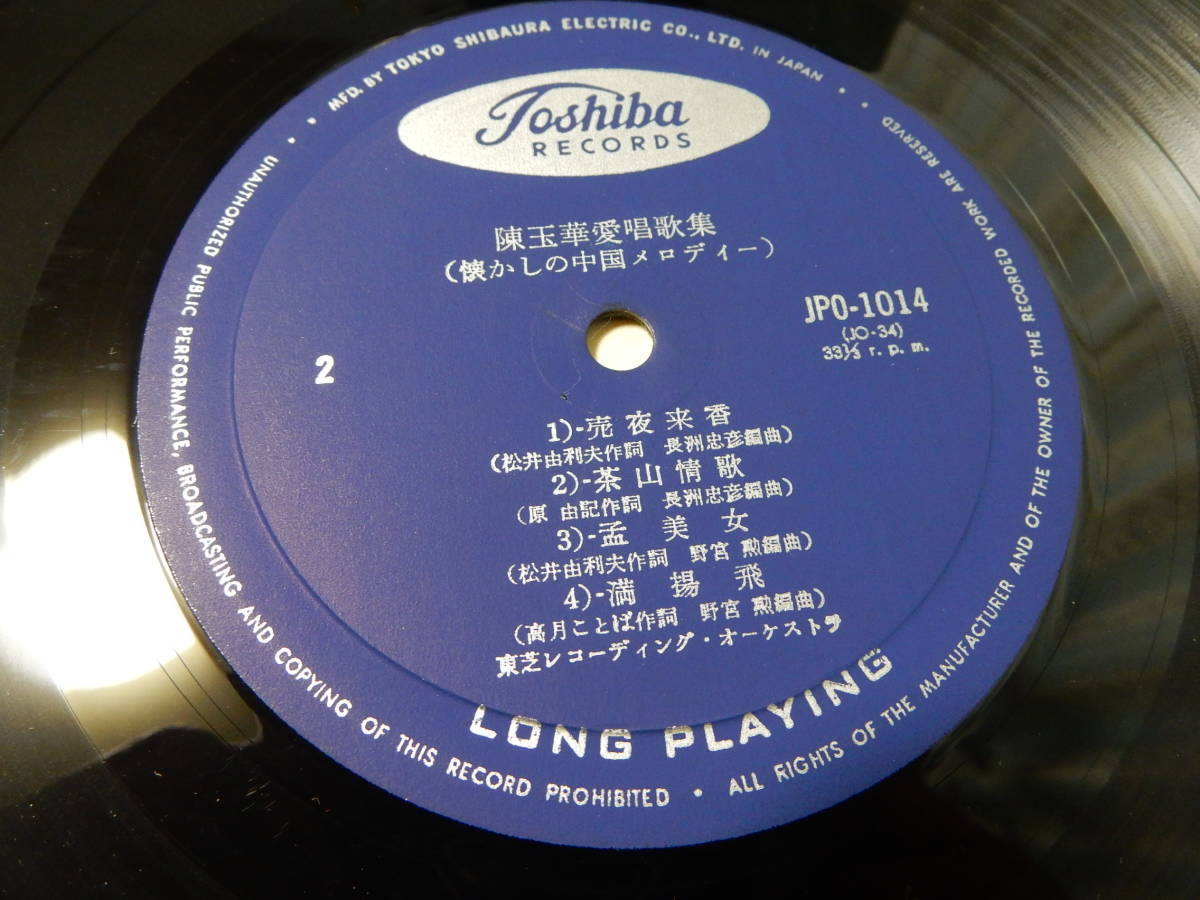 MFD. BY TOKYO SHIBAURA ELECTRIC CO., LTD. IN JAPAN
Toshiba
RECORDS
陳玉華愛唱歌集
(懐かしの中国メロディー)
JPO-1014
(JO-34)
33⅓ r.p.m.
2
1)-売夜来香
(松井由利夫作詞 長洲忠彦編曲)
2)-茶山情歌
(原 由記作詞 長洲忠彦編曲)
3)-孟美女
(松井由利夫作詞 野宮 勲編曲)
4)-満揚飛
(高月ことば作詞 野宮 勲編曲)
東芝レコーディング・オーケストラ
LONG PLAYING
UNAUTHORIZED PUBLIC PERFORMANCE, BROADCASTING AND COPYING OF THIS RECORD PROHIBITED • ALL RIGHTS OF THE MANUFACTURER AND OF THE OWNER OF THE RECORDED WORK ARE RESERVED